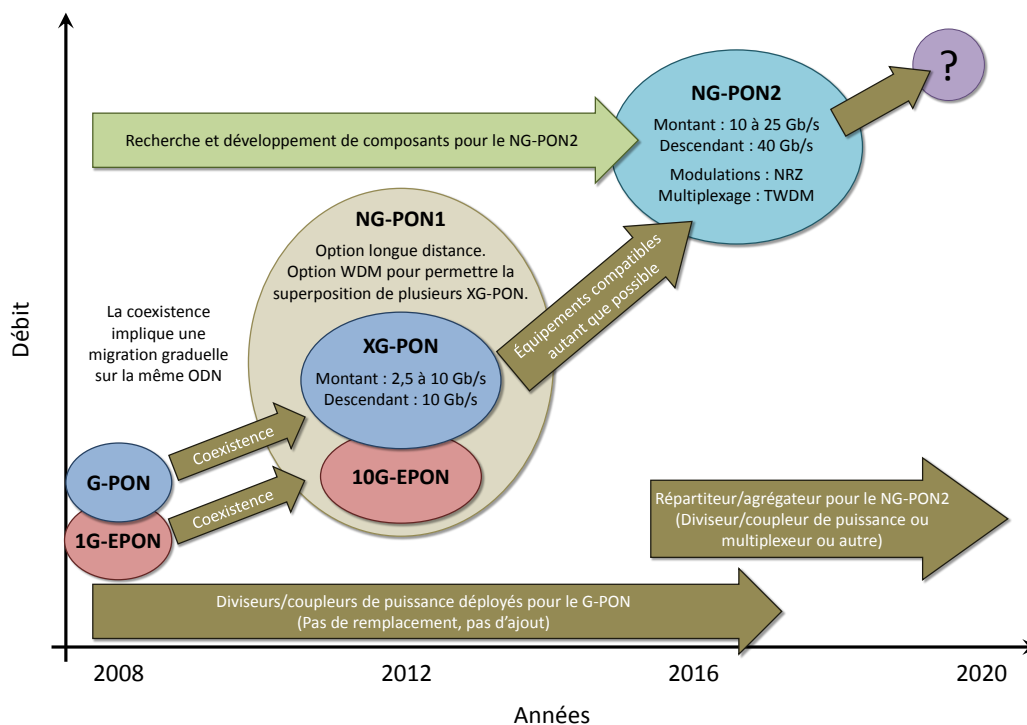 ?
NG-PON2
Montant : 10 à 25 Gb/s
Descendant : 40 Gb/s
Modulations : NRZ
Multiplexage : TWDM
Recherche et développement de composants pour le NG-PON2
NG-PON1
Option longue distance.
Option WDM pour permettre la
superposition de plusieurs XG-PON.
Équipements compatibles
autant que possible
La coexistence
implique une
migration graduelle
sur la même ODN
XG-PON
Montant : 2,5 à 10 Gb/s
Descendant : 10 Gb/s
Débit
Coexistence
G-PON
10G-EPON
Coexistence
1G-EPON
Répartiteur/agrégateur pour le NG-PON2
(Diviseur/coupleur de puissance ou
multiplexeur ou autre)
Diviseurs/coupleurs de puissance déployés pour le G-PON
(Pas de remplacement, pas d’ajout)
2008
2012
2016
2020
Années